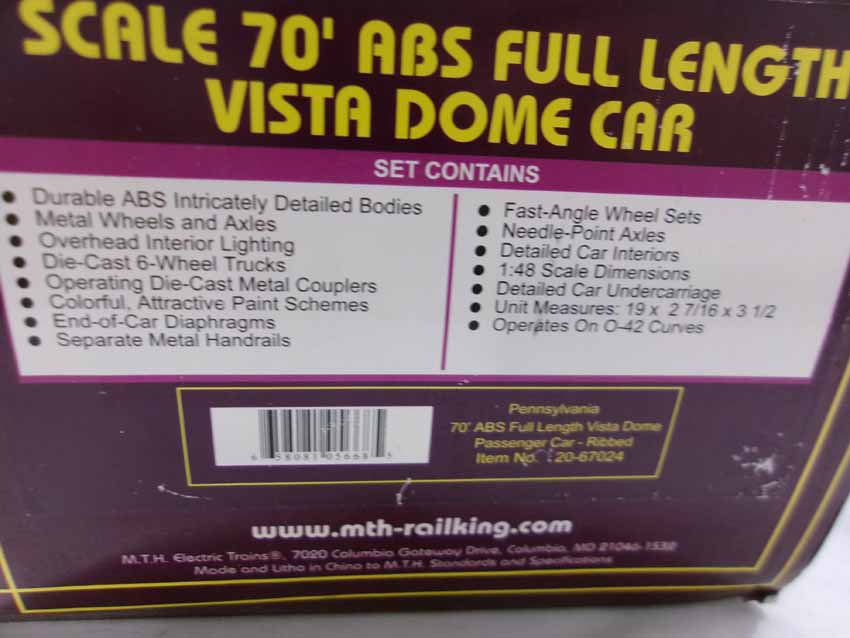 SCALE 70' ABS FULL LENGTH
VISTA DOME CAR
SET CONTAINS
• Durable ABS Intricately Detailed Bodies
• Metal Wheels and Axles
• Overhead Interior Lighting
• Die-Cast 6-Wheel Trucks
• Operating Die-Cast Metal Couplers
• Colorful, Attractive Paint Schemes
• End-of-Car Diaphragms
• Separate Metal Handrails
• Fast-Angle Wheel Sets
• Needle-Point Axles
• Detailed Car Interiors
• 1:48 Scale Dimensions
• Detailed Car Undercarriage
• Unit Measures: 19 x 2 7/16 x 3 1/2
• Operates On O-42 Curves
6 58081 05668 5
Pennsylvania
70' ABS Full Length Vista Dome
Passenger Car - Ribbed
Item No. 20-67024
www.mth-railking.com
M.T.H. Electric Trains®, 7020 Columbia Gateway Drive, Columbia, MD 21046-1532
Made and Litho in China to M.T.H. Standards and Specifications